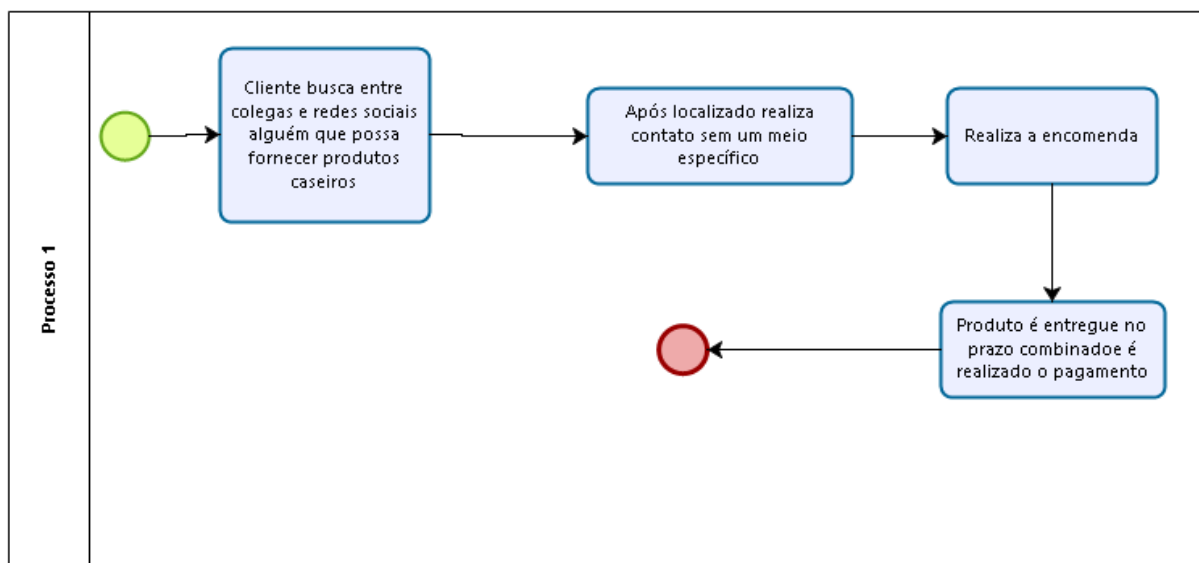 Processo 1
Cliente busca entre
colegas e redes sociais
alguém que possa
fornecer produtos
caseiros
Após localizado realiza
contato sem um meio
específico
Realiza a encomenda
Produto é entregue no
prazo combinadoe é
realizado o pagamento